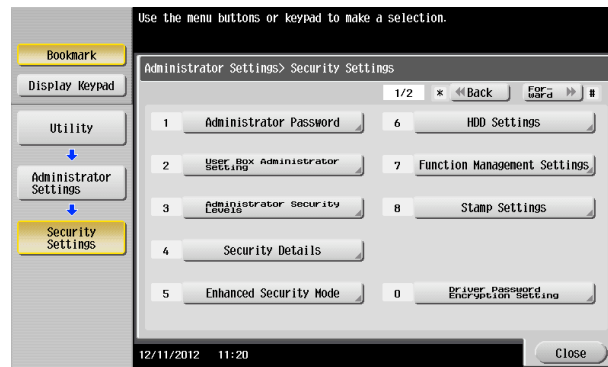 Use the menu buttons or keypad to make a selection.
Bookmark
Display Keypad
Utility
Administrator
Settings
Security
Settings
Administrator Settings> Security Settings
1/2 * Back For-
ward #
1 Administrator Password
2 User Box Administrator
Setting
3 Administrator Security
Levels
4 Security Details
5 Enhanced Security Mode
6 HDD Settings
7 Function Management Settings
8 Stamp Settings
0 Driver Password
Encryption Setting
12/11/2012 11:20
Close